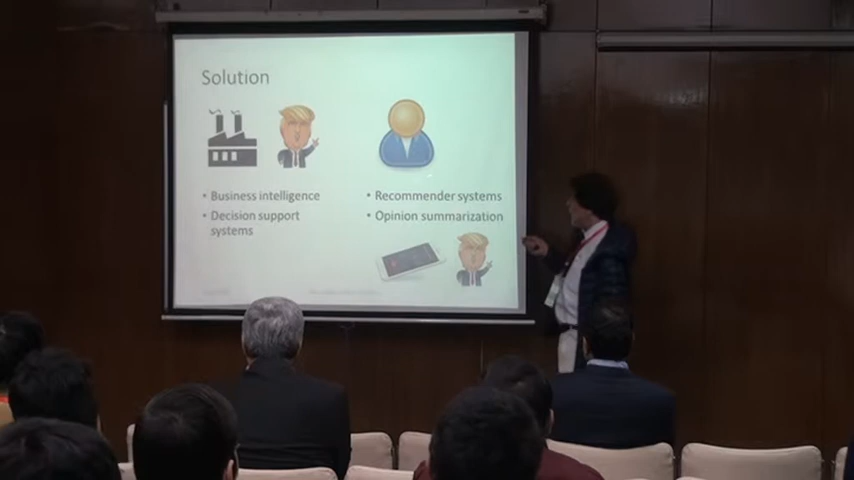 Solution
• Business intelligence
• Decision support
systems
• Recommender systems
• Opinion summarization